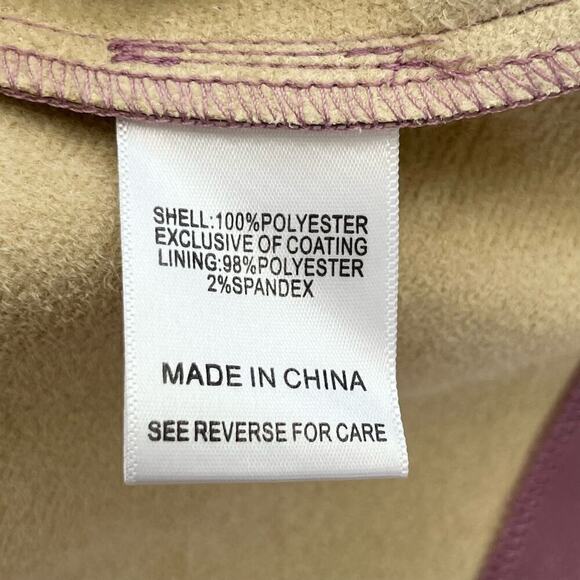 SHELL:100%POLYESTER
EXCLUSIVE OF COATING
LINING:98%POLYESTER
2%SPANDEX
MADE IN CHINA
SEE REVERSE FOR CARE